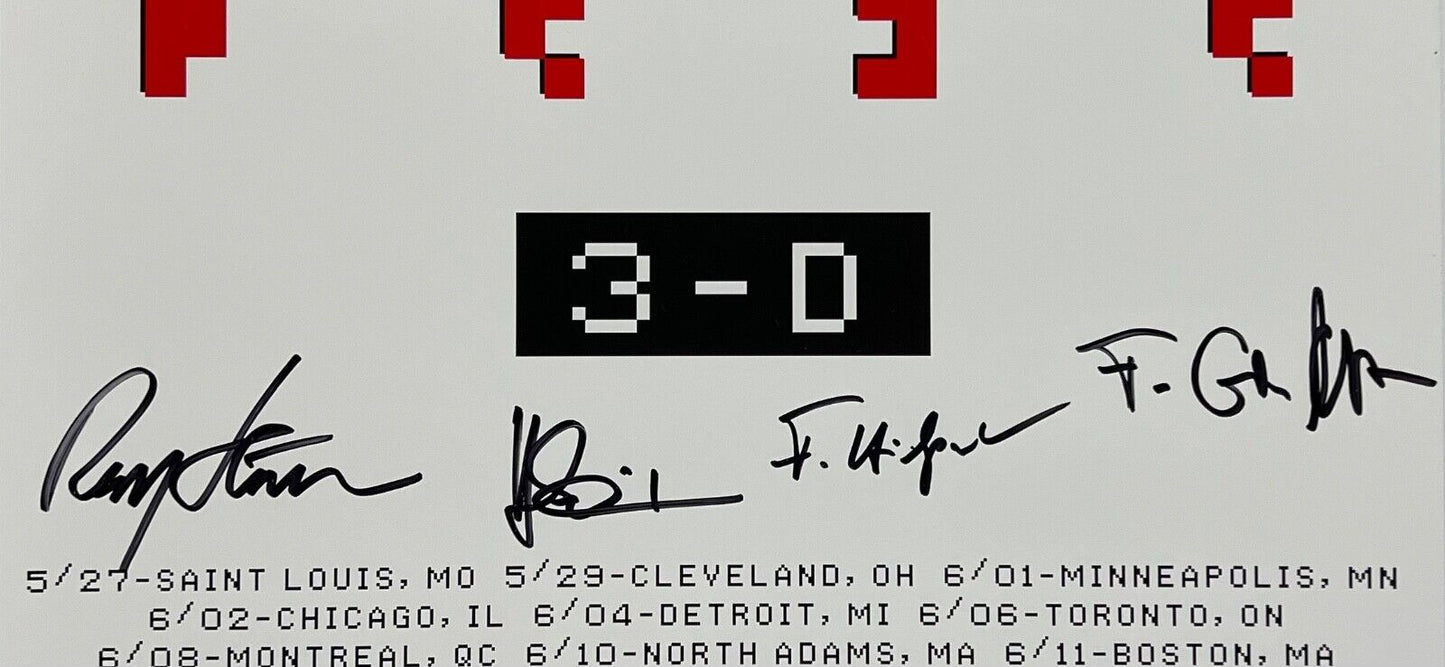 3-D
F.
F. G
5/27-SAINT LOUIS, MO 5/29-CLEVELAND, OH 6/01-MINNEAPOLIS, MN
6/02-CHICAGO, IL 6/04-DETROIT, MI 6/06-TORONTO, ON
6/08-MONTREAL, QC 6/10-NORTH ADAMS, MA 6/11-BOSTON, MA